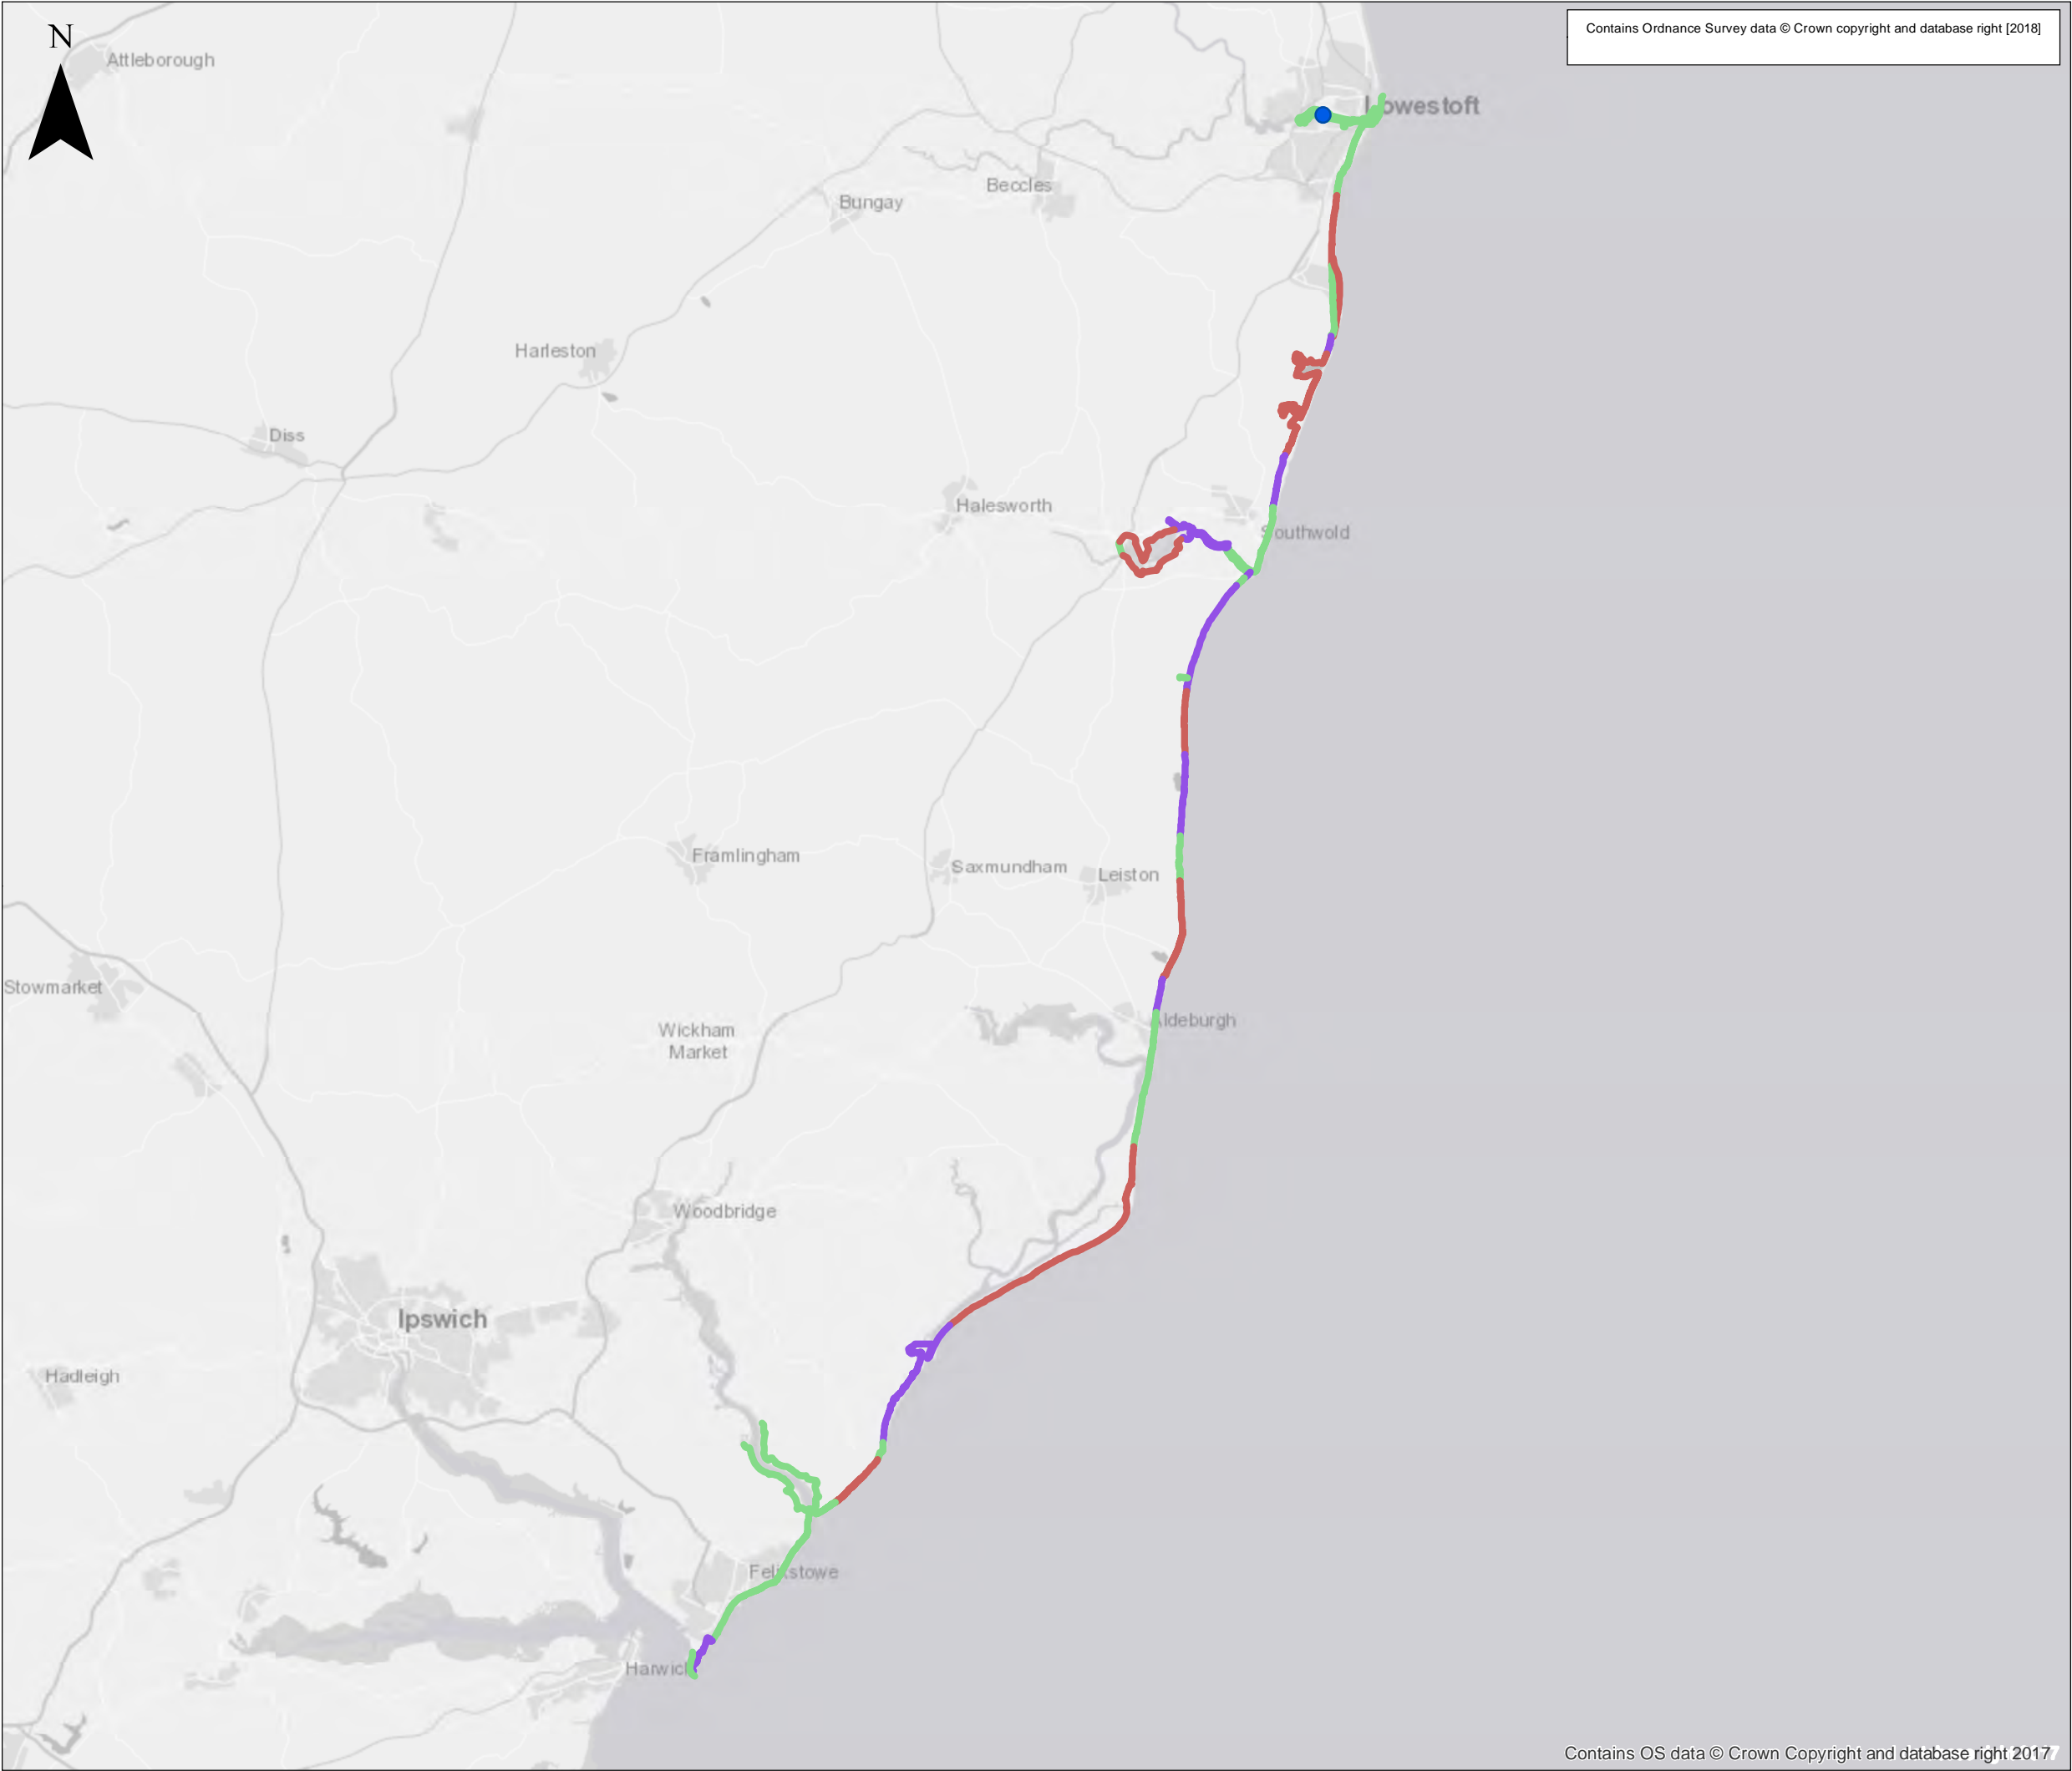 N
Contains Ordnance Survey data © Crown copyright and database right [2018]
Attleborough
Lowestoft
Beccles
Bungay
Harleston
Diss
Halesworth
Southwold
Framlingham
Saxmundham
Leiston
Stowmarket
Aldeburgh
Wickham
Market
Woodbridge
Ipswich
Hadleigh
Felixstowe
Harwich
Contains OS data © Crown Copyright and database right 2017